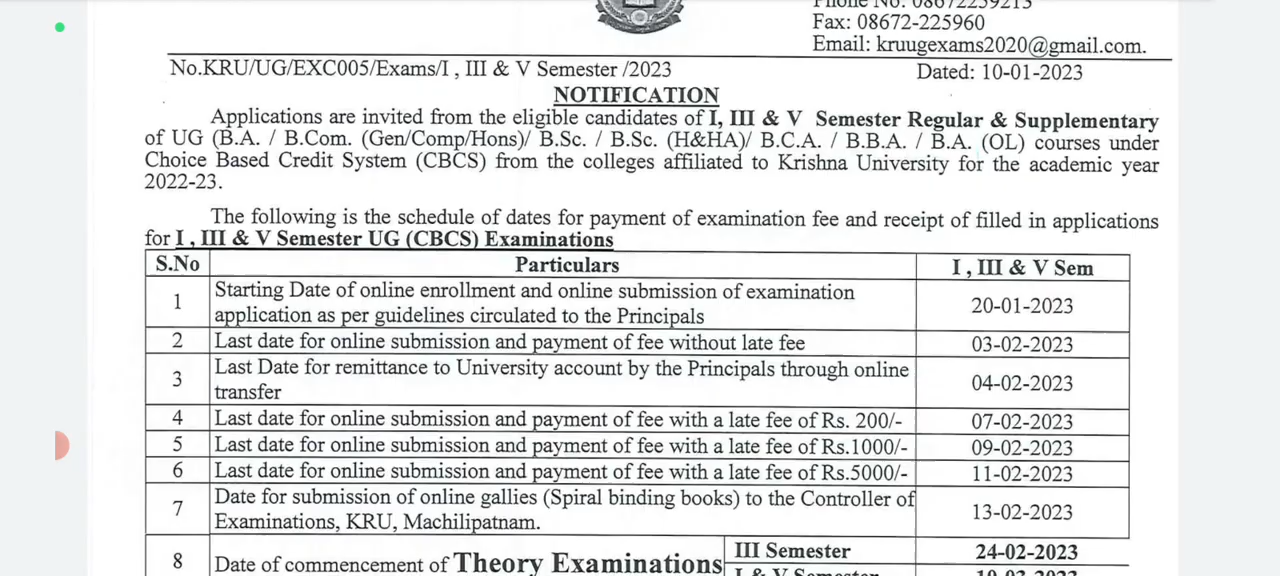 Fax: 08672-225960
Email: kruugexams2020@gmail.com.
No.KRU/UG/EXC005/Exams/I , III & V Semester /2023 Dated: 10-01-2023
NOTIFICATION
Applications are invited from the eligible candidates of I, III & V Semester Regular & Supplementary
of UG (B.A. / B.Com. (Gen/Comp/Hons)/ B.Sc. / B.Sc. (H&HA)/ B.C.A. / B.B.A. / B.A. (OL) courses under
Choice Based Credit System (CBCS) from the colleges affiliated to Krishna University for the academic year
2022-23.
The following is the schedule of dates for payment of examination fee and receipt of filled in applications
for I , III & V Semester UG (CBCS) Examinations
S.No Particulars I , III & V Sem
1 Starting Date of online enrollment and online submission of examination
application as per guidelines circulated to the Principals 20-01-2023
2 Last date for online submission and payment of fee without late fee 03-02-2023
3 Last Date for remittance to University account by the Principals through online
transfer 04-02-2023
4 Last date for online submission and payment of fee with a late fee of Rs. 200/- 07-02-2023
5 Last date for online submission and payment of fee with a late fee of Rs.1000/- 09-02-2023
6 Last date for online submission and payment of fee with a late fee of Rs.5000/- 11-02-2023
7 Date for submission of online gallies (Spiral binding books) to the Controller of
Examinations, KRU, Machilipatnam. 13-02-2023
8 Date of commencement of Theory Examinations III Semester 24-02-2023
I & V Semester